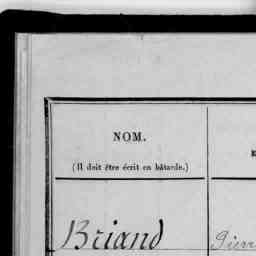 NOM.
(Il doit être écrit en bâtarde.)
Briand